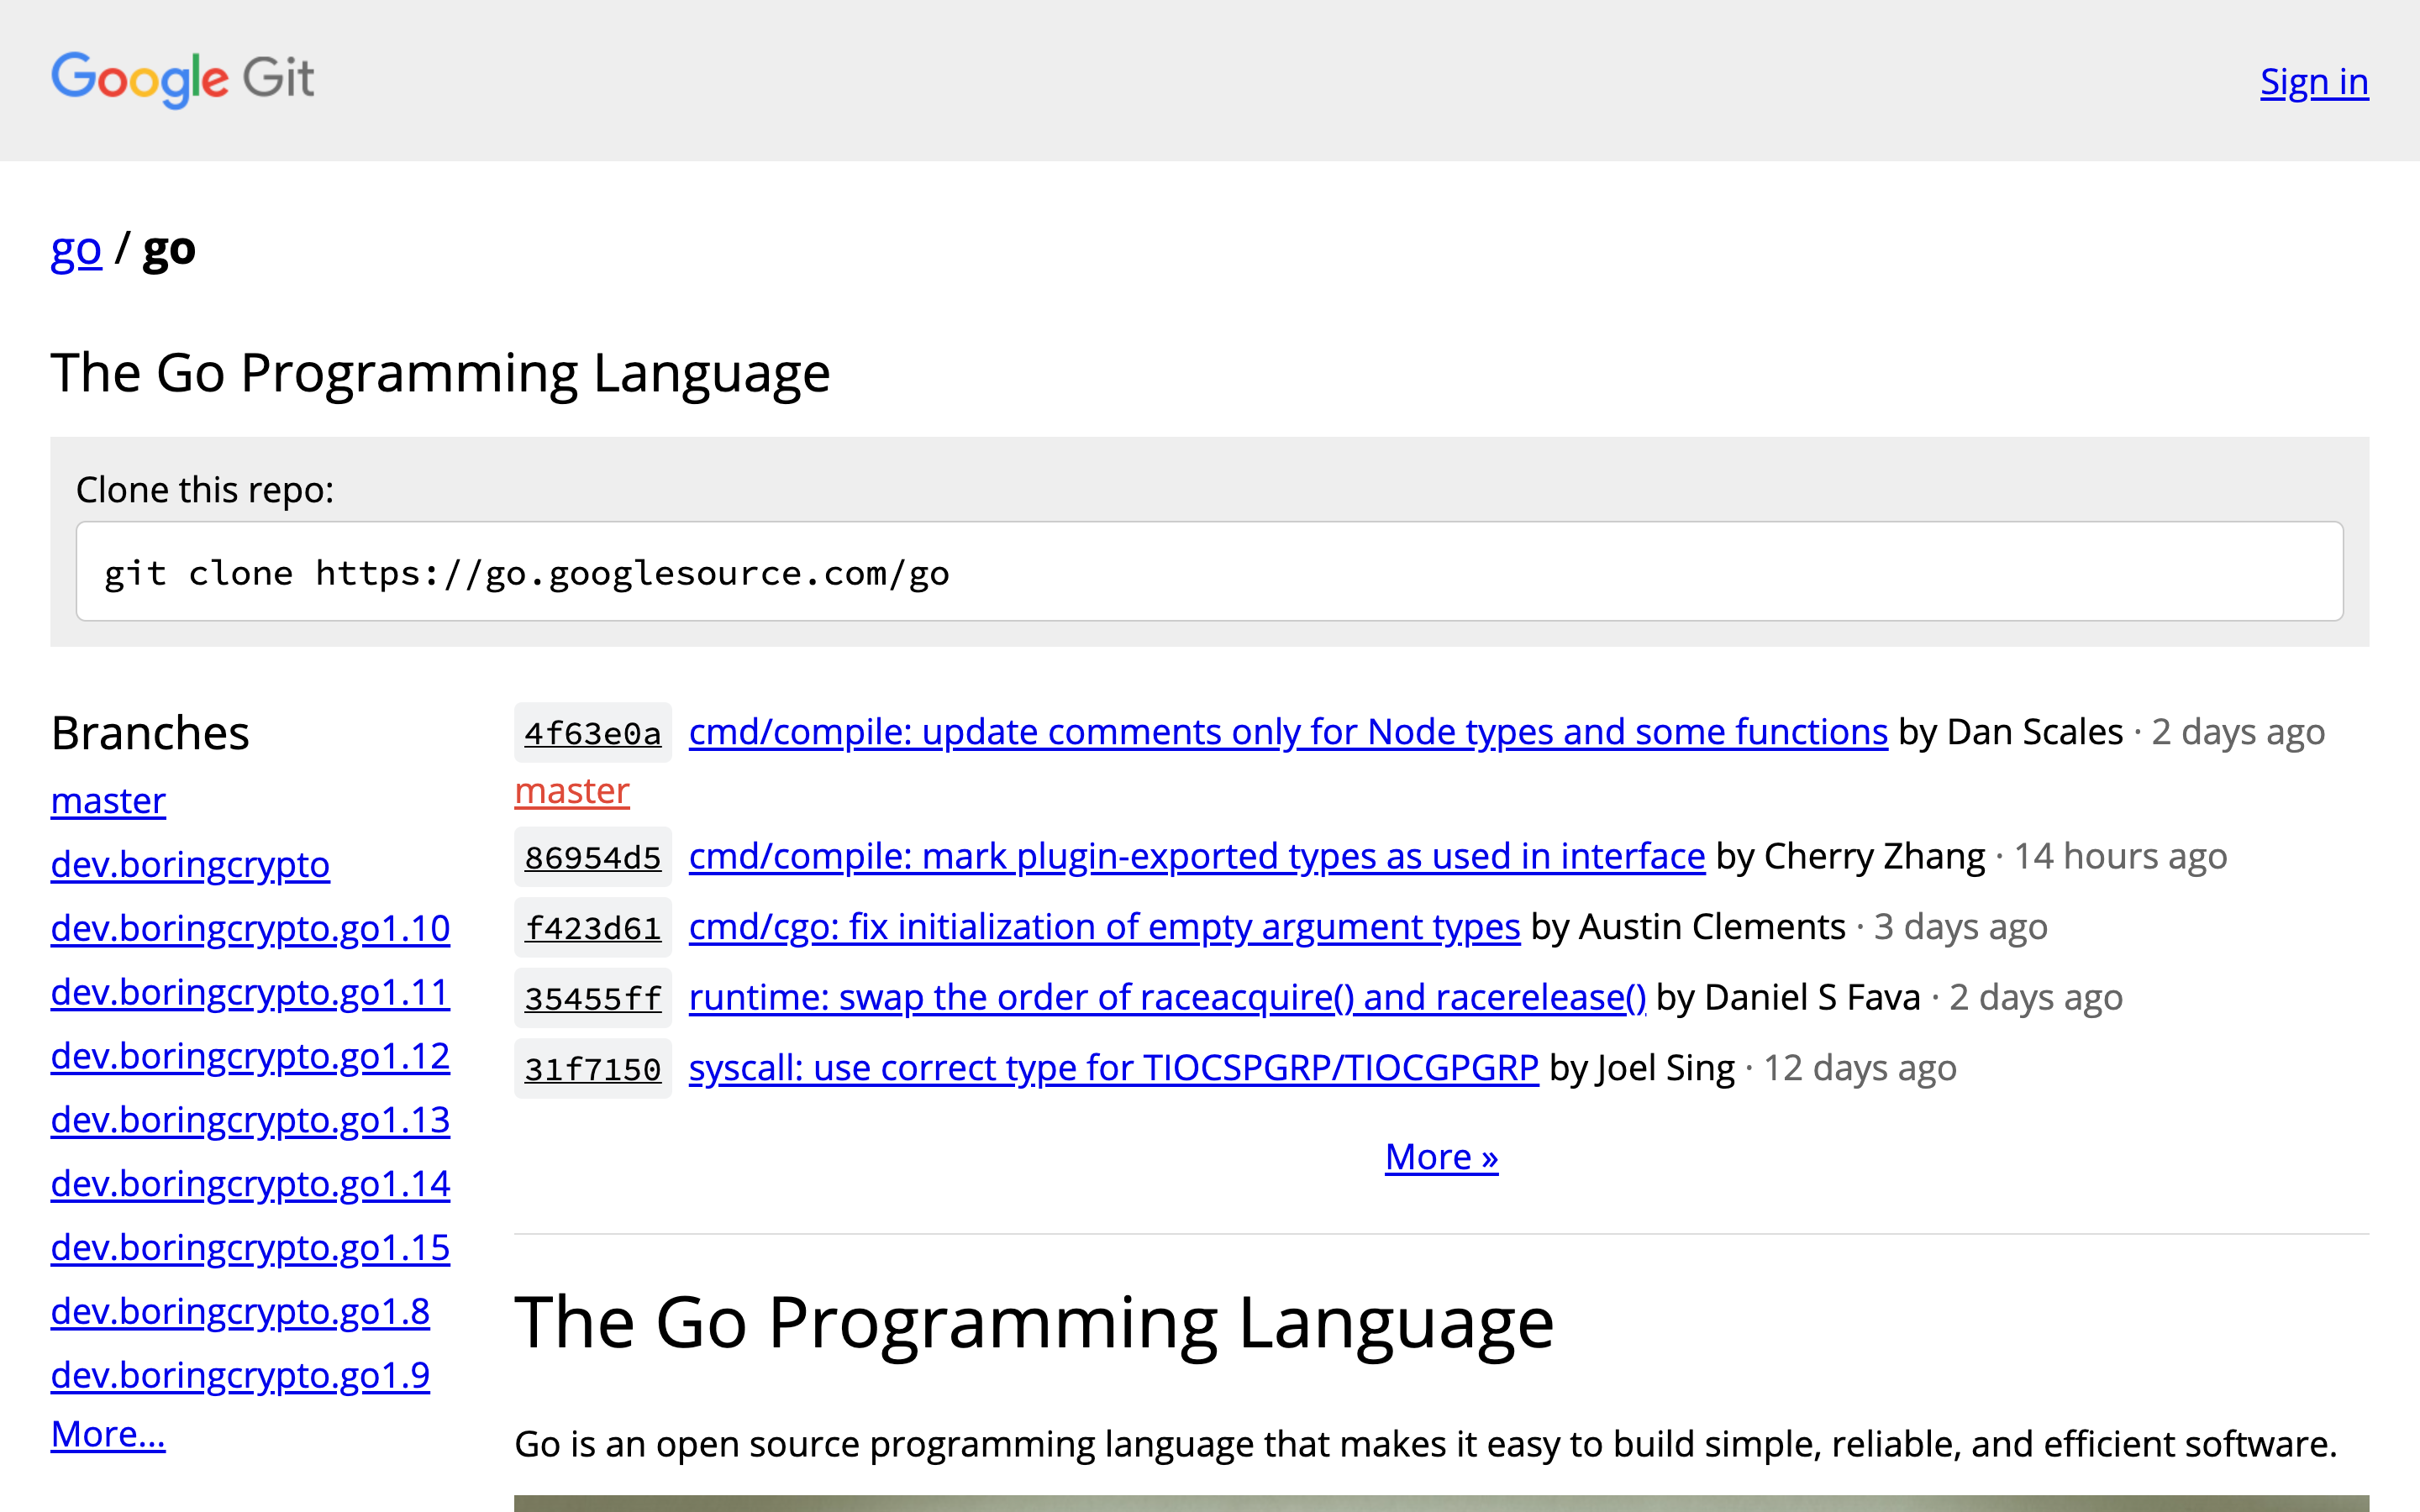 Google Git
Sign in
go / go
The Go Programming Language
Clone this repo:
git clone https://go.googlesource.com/go
Branches
master
dev.boringcrypto
dev.boringcrypto.go1.10
dev.boringcrypto.go1.11
dev.boringcrypto.go1.12
dev.boringcrypto.go1.13
dev.boringcrypto.go1.14
dev.boringcrypto.go1.15
dev.boringcrypto.go1.8
dev.boringcrypto.go1.9
More...
4f63e0a cmd/compile: update comments only for Node types and some functions by Dan Scales · 2 days ago
master
86954d5 cmd/compile: mark plugin-exported types as used in interface by Cherry Zhang · 14 hours ago
f423d61 cmd/cgo: fix initialization of empty argument types by Austin Clements · 3 days ago
35455ff runtime: swap the order of raceacquire() and racerelease() by Daniel S Fava · 2 days ago
31f7150 syscall: use correct type for TIOCSPGRP/TIOCGPGRP by Joel Sing · 12 days ago
More »
The Go Programming Language
Go is an open source programming language that makes it easy to build simple, reliable, and efficient software.